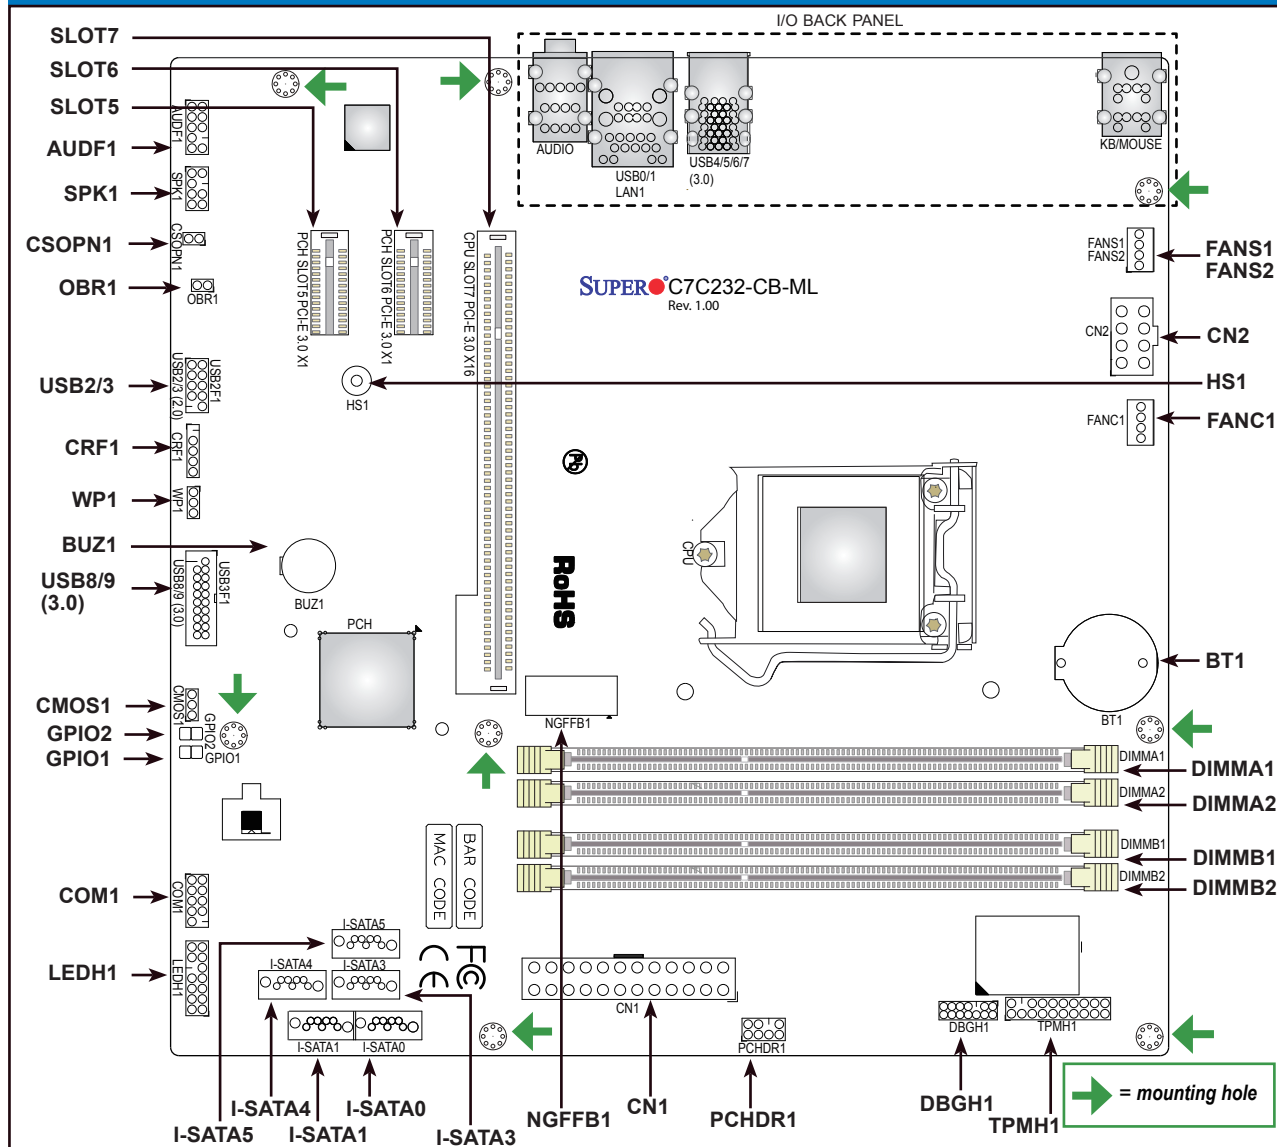 I/O BACK PANEL
SLOT7
SLOT6
SLOT5
AUDF1
SPK1
CSOPN1
OBR1
USB2/3
CRF1
WP1
BUZ1
USB8/9
(3.0)
CMOS1
GPIO2
GPIO1
COM1
LEDH1
AUDF1
SPK1
CSOPN1
OBR1
USB2/3 (2.0)
USB2F1
CRF1
WP1
USB8/9 (3.0)
USB3F1
CMOS1
GPIO2
GPIO1
COM1
LEDH1
PCH SLOT5 PCI-E 3.0 X1
PCH SLOT6 PCI-E 3.0 X1
CPU SLOT7 PCI-E 3.0 X16
HS1
BUZ1
PCH
AUDIO
USB0/1
LAN1
USB4/5/6/7
(3.0)
KB/MOUSE
SUPER C7C232-CB-ML
Rev. 1.00
Pb
RoHS
CPU
FANS1
FANS2
CN2
FANC1
BT1
NGFFB1
DIMMA1
DIMMA2
DIMMB1
DIMMB2
FANS1
FANS2
CN2
HS1
FANC1
BT1
DIMMA1
DIMMA2
DIMMB1
DIMMB2
MAC CODE
BAR CODE
CE
FC
I-SATA5
I-SATA4
I-SATA3
I-SATA1
I-SATA0
CN1
PCHDR1
DBGH1
TPMH1
= mounting hole
I-SATA5
I-SATA4
I-SATA1
I-SATA0
I-SATA3
NGFFB1
CN1
PCHDR1
DBGH1
TPMH1